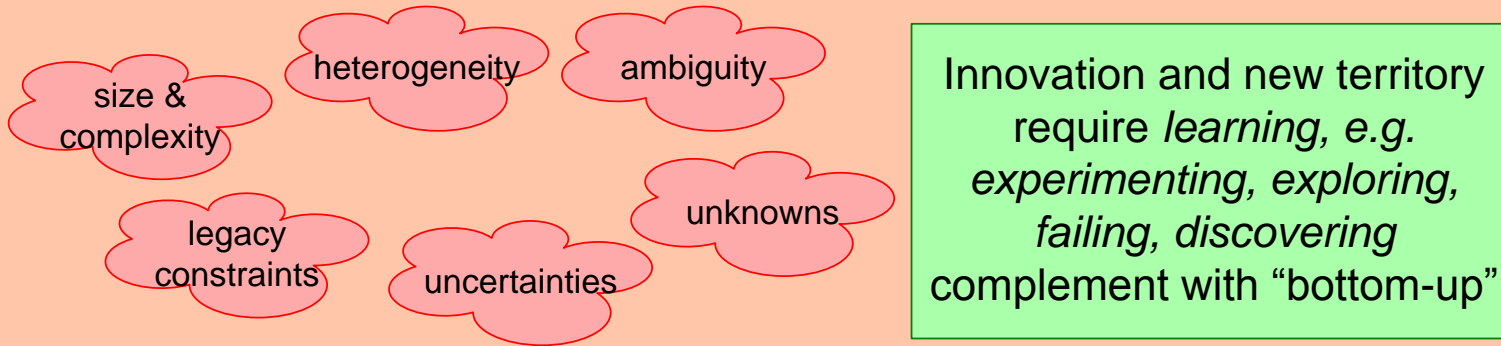 size &
complexity
heterogeneity
ambiguity
legacy
constraints
uncertainties
unknowns
Innovation and new territory
require learning, e.g.
experimenting, exploring,
failing, discovering
complement with “bottom-up”